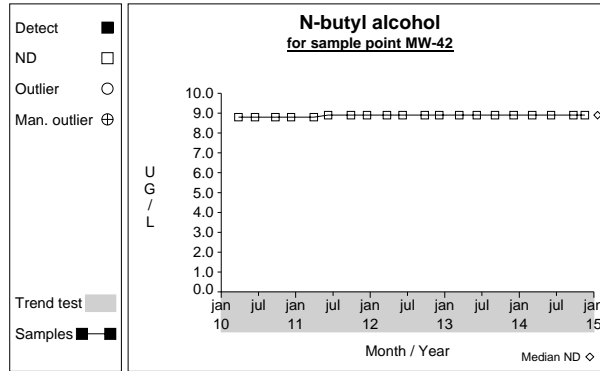 Detect
ND
Outlier
Man. outlier
Trend test
Samples
N-butyl alcohol
for sample point MW-42
U
G
/
L
10.0
9.0
8.0
7.0
6.0
5.0
4.0
3.0
2.0
1.0
0.0
jan jul jan jul jan jul jan jul jan jul jan
10 11 12 13 14 15
Month / Year
Median ND